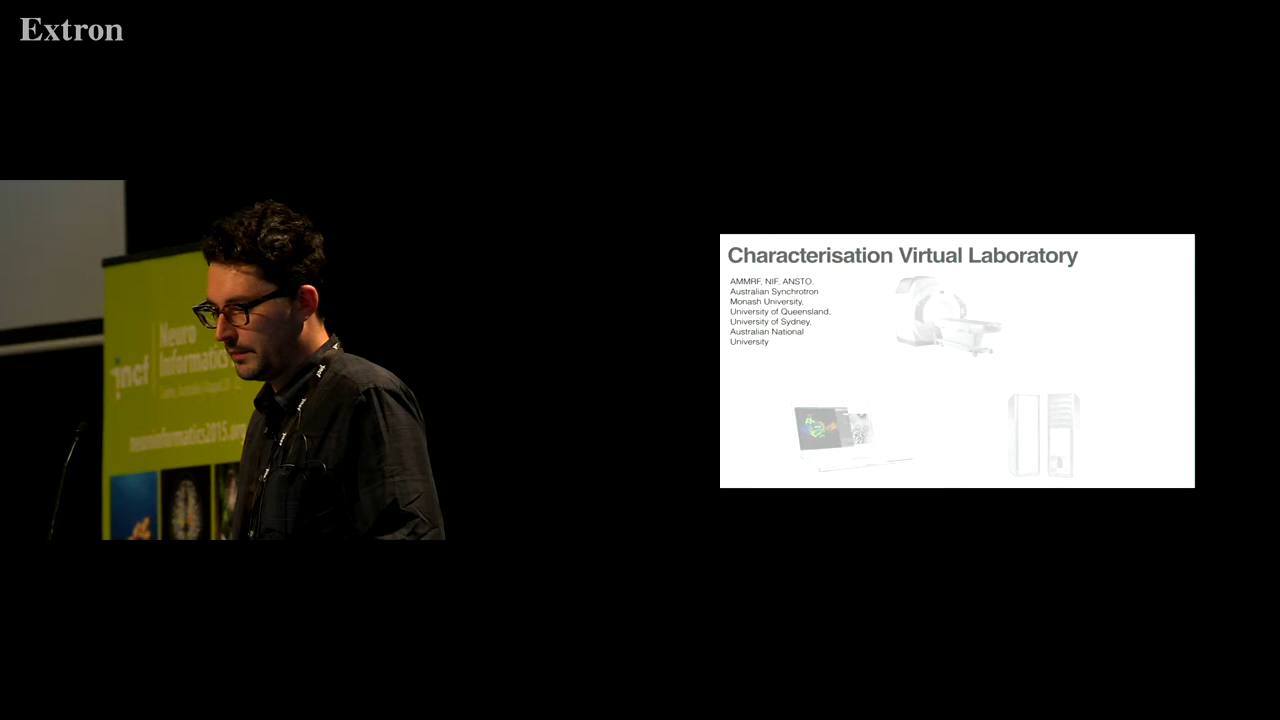 Extron
Neuro
Informatics
incf
neuroinformatics2015.org
Characterisation Virtual Laboratory
AMMRF, NIF, ANSTO,
Australian Synchrotron
Monash University,
University of Queensland,
University of Sydney,
Australian National
University